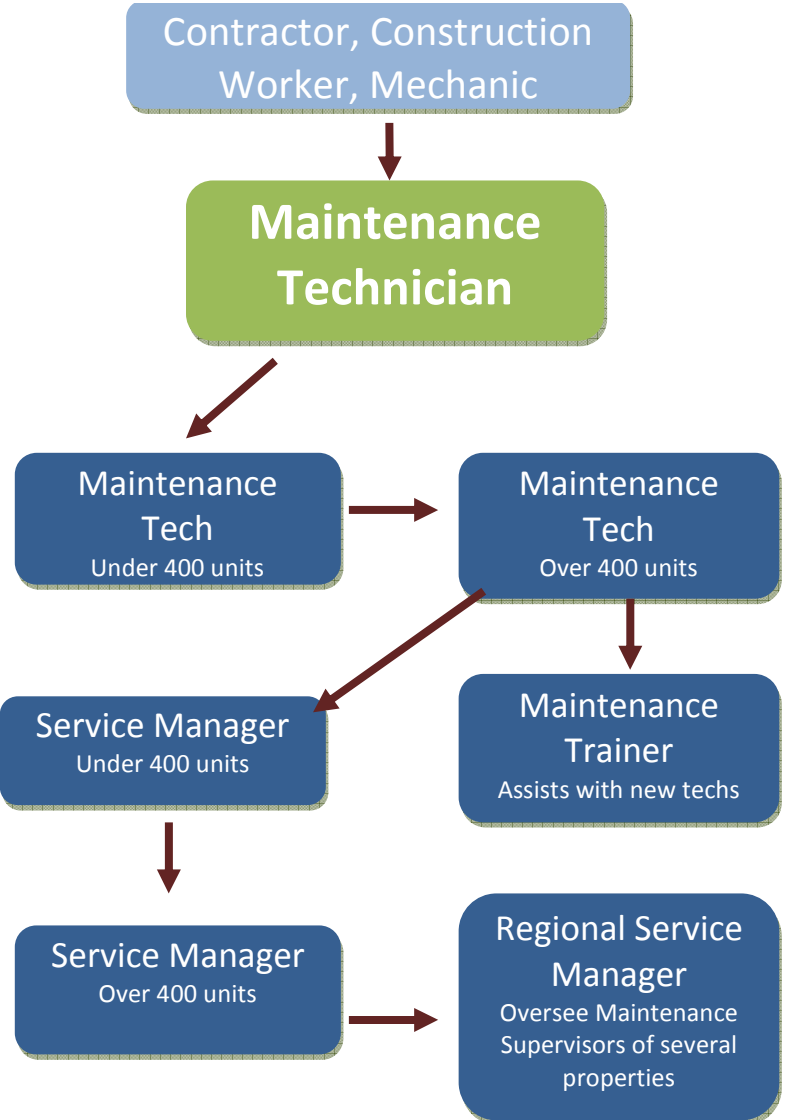 Contractor, Construction
Worker, Mechanic
Maintenance
Technician
Maintenance
Tech
Under 400 units
Maintenance
Tech
Over 400 units
Service Manager
Under 400 units
Maintenance
Trainer
Assists with new techs
Service Manager
Over 400 units
Regional Service
Manager
Oversee Maintenance
Supervisors of several
properties